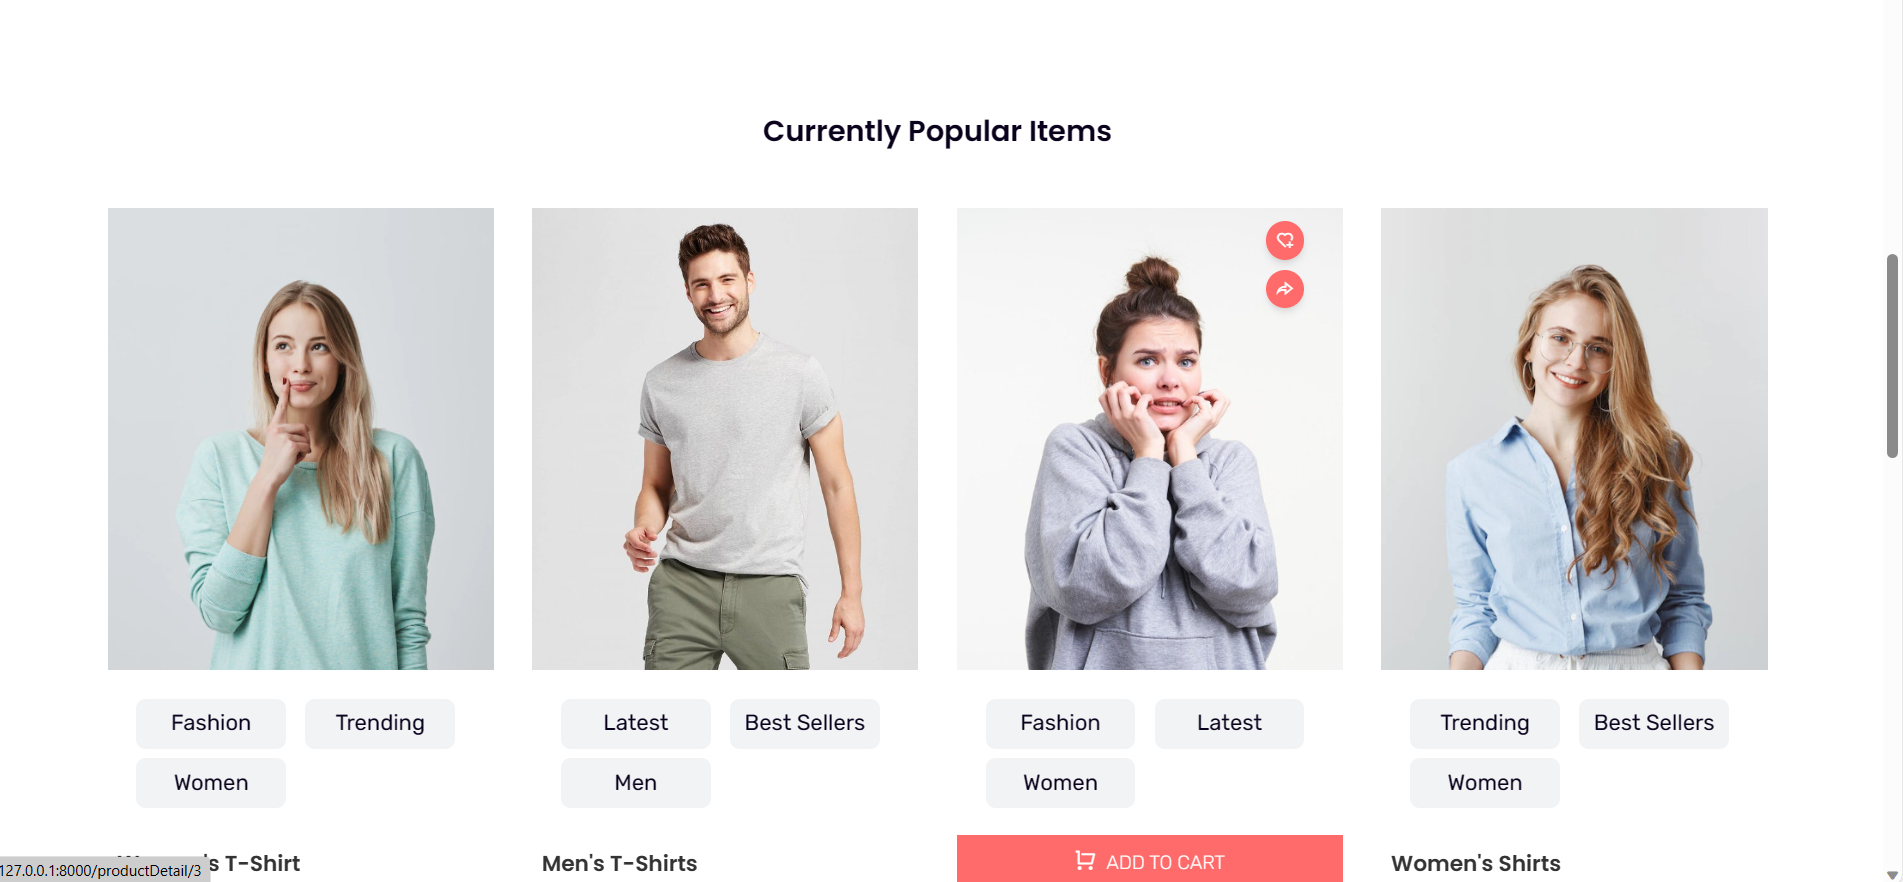 Currently Popular Items
Fashion
Trending
Women
Latest
Best Sellers
Men
Fashion
Latest
Women
Trending
Best Sellers
Women
's T-Shirt
Men's T-Shirts
ADD TO CART
Women's Shirts
127.0.0.1:8000/productDetail/3